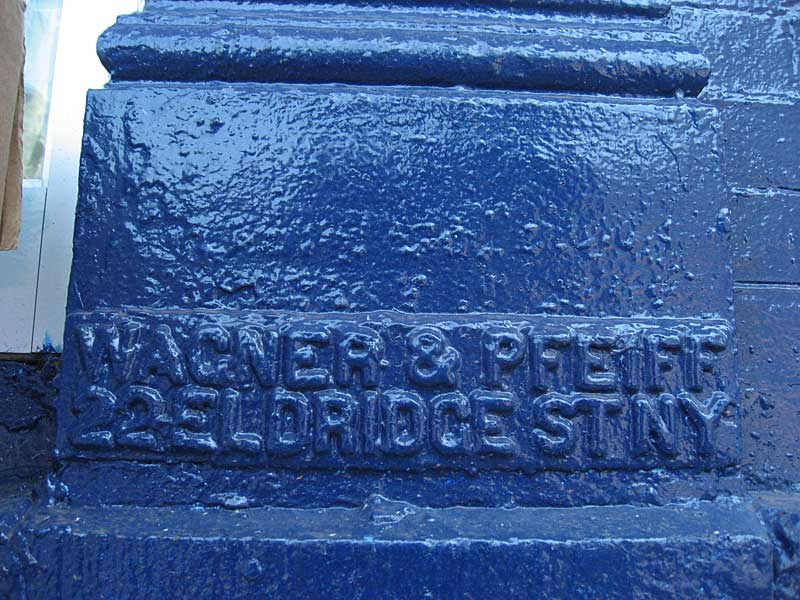 WAGNER & PFEIFF
22 ELDRIDGE ST NY